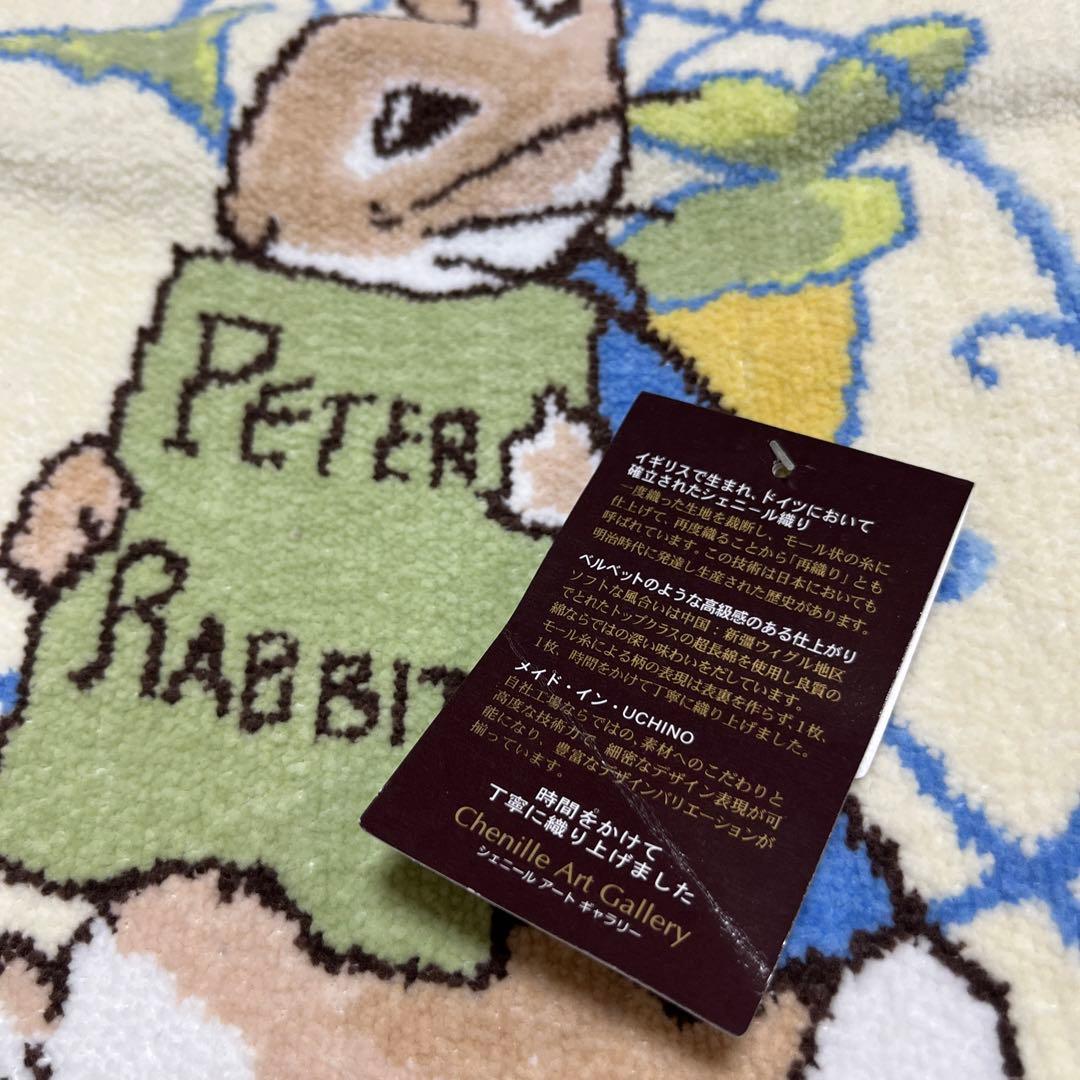 PETER
RABBIT
イギリスで生まれ、ドイツにおいて
確立されたシェニール織り
一度織った生地を裁断し、モール状の糸に
仕上げて、再度織ることから「再織り」とも
呼ばれています。この技術は日本においても
明治時代に発達し生産された歴史があります。
ベルベットのような高級感のある仕上がり
ソフトな風合いは中国：新疆ウィグル地区
でとれたトップクラスの超長綿を使用し良質の
綿ならではの深い味わいをだしています。
モール糸による柄の表現は表裏を作らず、1枚、
1枚、時間をかけて丁寧に織り上げました。
メイド・イン・UCHINO
自社工場ならではの、素材へのこだわりと
高度な技術力で、細密なデザイン表現が可
能になり、豊富なデザインバリエーションが
揃っています。
時間をかけて
丁寧に織り上げました
Chenille Art Gallery
シェニール アート ギャラリー